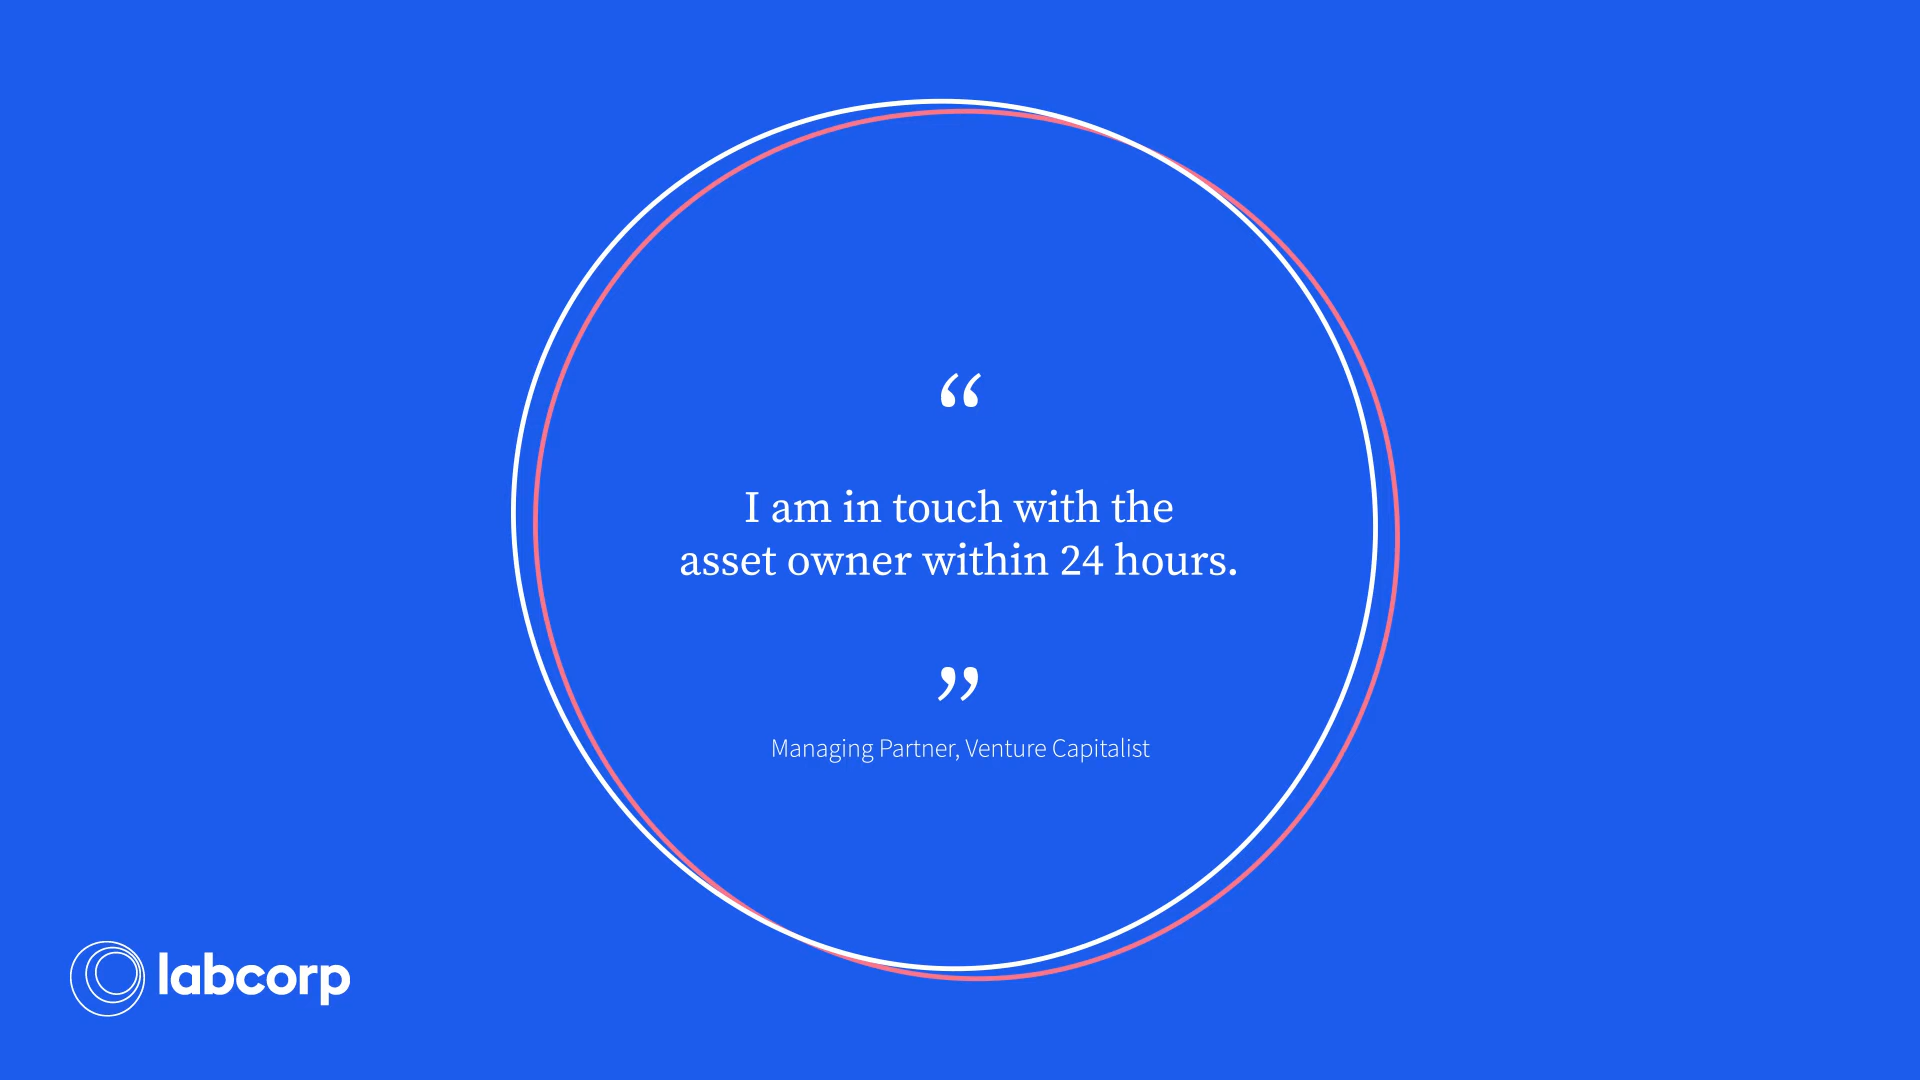 “
I am in touch with the
asset owner within 24 hours.
”
Managing Partner, Venture Capitalist
labcorp